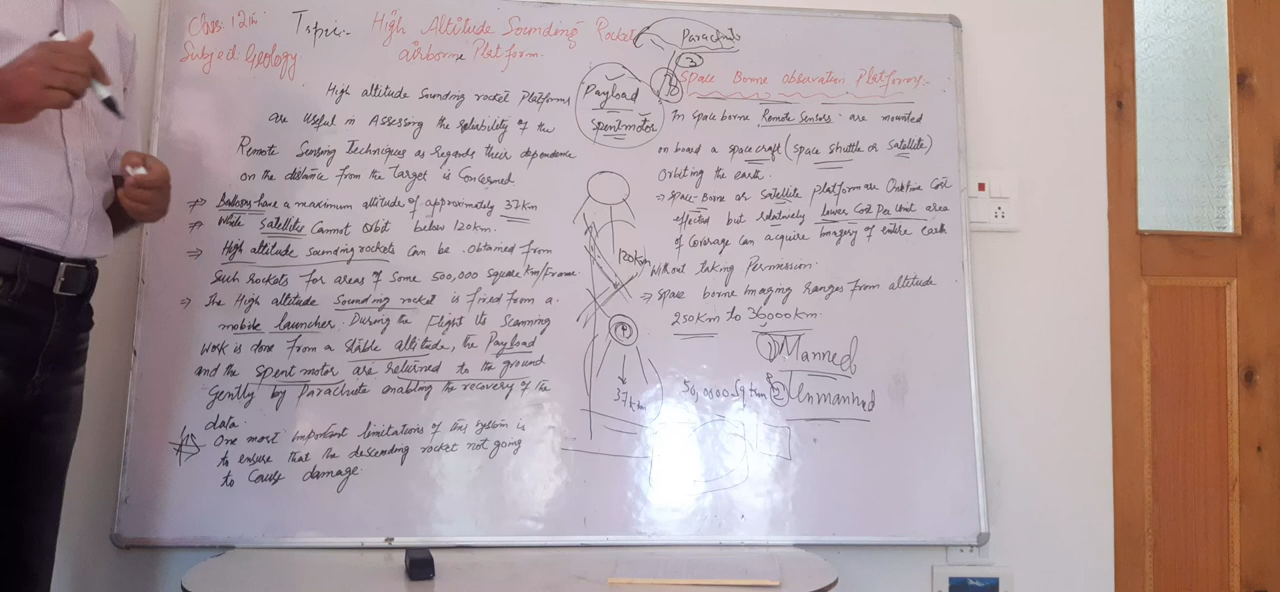 Class: 12th
Subject: Geology
Topic:- High Altitude Sounding Rocket
airborne Platform.
High altitude Sounding rocket Platforms
are useful in Assessing the reliability of the
Remote Sensing Techniques as regards their dependence
on the distance from the Target is Concerned
⇒ Balloons have a maximum altitude of approximately 37km
⇒ While Satellites Cannot Orbit below 120km.
⇒ High altitude sounding rockets Can be Obtained from
Such rockets for areas of Some 500,000 Square Km/Frame.
⇒ The High altitude Sounding rocket is fixed from a
mobile launcher. During the Flight its Scanning
Work is done from a Stable altitude, the Payload
and the Spent motor are returned to the ground
Gently by Parachute enabling the recovery of the
data.
One most important limitations of this System is
to ensure that the descending rocket not going
to Cause damage.
Parachute
3
Payload
Spent motor
120km
P
37km
Space Borne Obsuration Platforms:-
In Space borne, Remote Sensors are mounted
on board a Spacecraft (Space Shuttle or Satellite)
Orbiting the earth.
⇒ Space-Borne or Satellite Platform are Onetime Cost
effected but relatively Lower Cost Per Unit area
of Coverage Can acquire Imagery of entire earth
Without taking Permission.
⇒ Space borne Imaging ranges from altitude
250Km to 36,000Km.
① Manned
50,0000 Sq km ② Unmanned